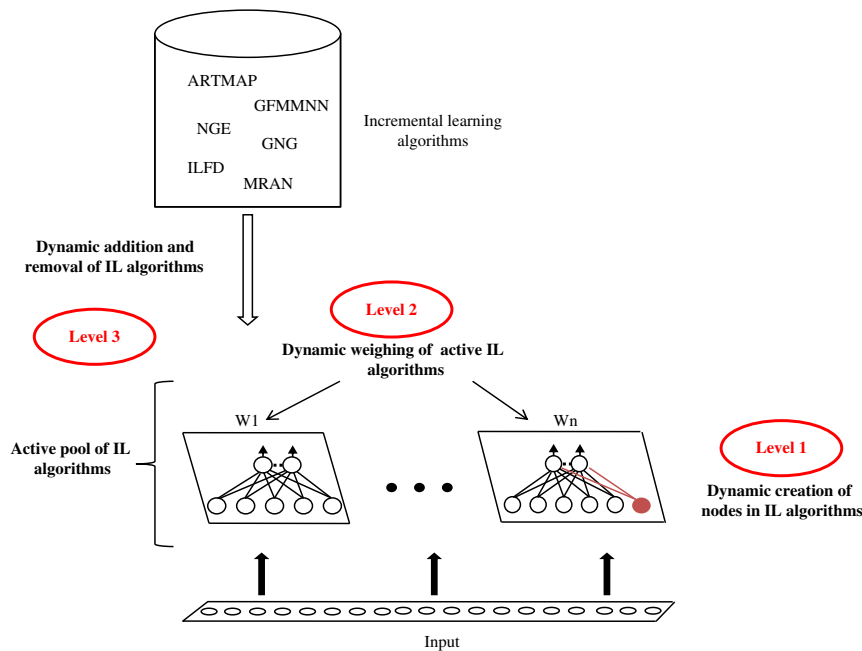 ARTMAP
GFMMNN
NGE
GNG
ILFD
MRAN
Incremental learning
algorithms
Dynamic addition and
removal of IL algorithms
Level 3
Level 2
Dynamic weighing of active IL
algorithms
Active pool of IL
algorithms
W1
Wn
Level 1
Dynamic creation of
nodes in IL algorithms
Input